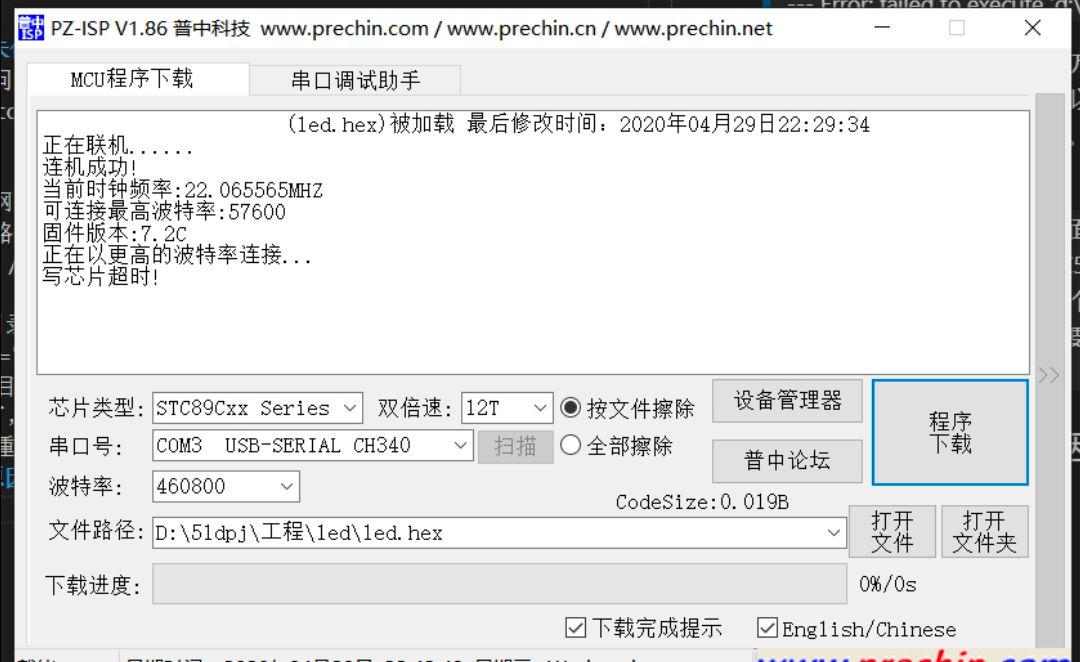 --- Error: failed to execute 'd:\
PZ-ISP V1.86 普中科技 www.prechin.com / www.prechin.cn / www.prechin.net
MCU程序下载
串口调试助手
(led.hex)被加载 最后修改时间：2020年04月29日22:29:34
正在联机......
连机成功!
当前时钟频率:22.065565MHZ
可连接最高波特率:57600
固件版本:7.2C
正在以更高的波特率连接...
写芯片超时!
芯片类型: STC89Cxx Series 双倍速: 12T 按文件擦除 设备管理器
程序
下载
串口号: COM3 USB-SERIAL CH340 扫描 全部擦除
普中论坛
波特率: 460800
CodeSize:0.019B
文件路径: D:\51dpj\工程\led\led.hex 打开
文件
打开
文件夹
下载进度: 0%/0s
下载完成提示 English/Chinese
www.prechin.com